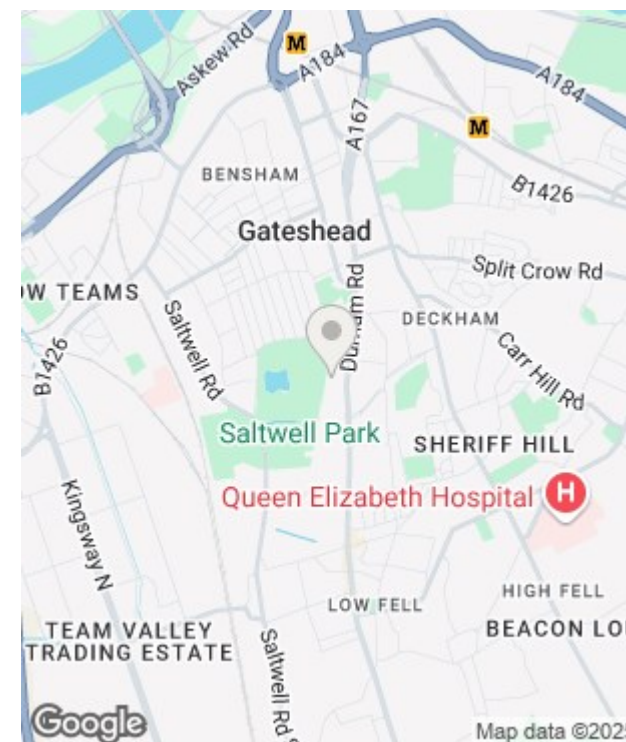 Askew Rd
M
A184
A184
A167
M
BENSHAM
B1426
Gateshead
Split Crow Rd
OW TEAMS
Durham Rd
DECKHAM
Saltwell Rd
Carr Hill Rd
B1426
Saltwell Park
SHERIFF HILL
Queen Elizabeth Hospital
H
Kingsway N
HIGH FELL
LOW FELL
TEAM VALLEY
TRADING ESTATE
BEACON LO
Saltwell Rd S
Google
Map data ©2025